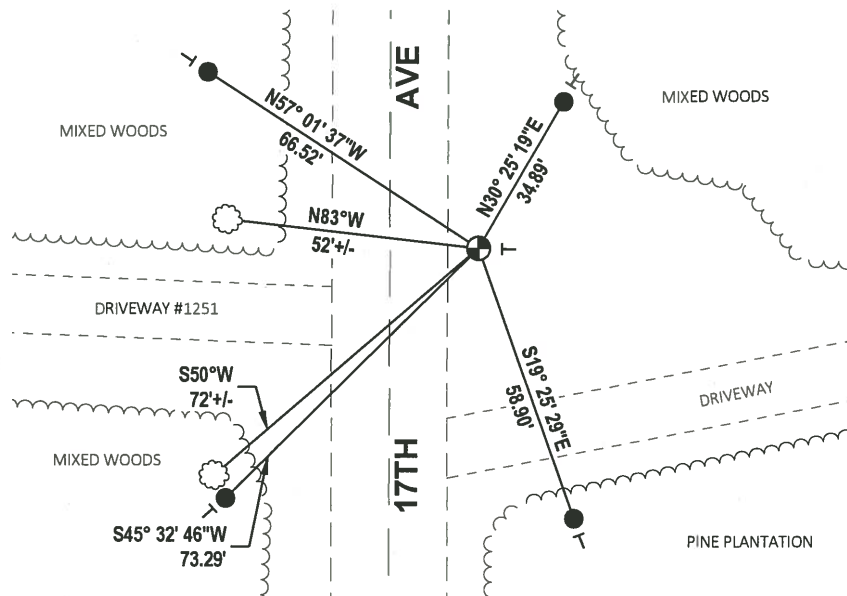 AVE
MIXED WOODS
MIXED WOODS
N57° 01' 37"W
66.52'
N30° 25' 19"E
34.89'
N83°W
52'+/-
T
T
T
DRIVEWAY #1251
S50°W
72'+/-
S19° 25' 29"E
58.90'
DRIVEWAY
MIXED WOODS
17TH
T
S45° 32' 46"W
73.29'
T
PINE PLANTATION